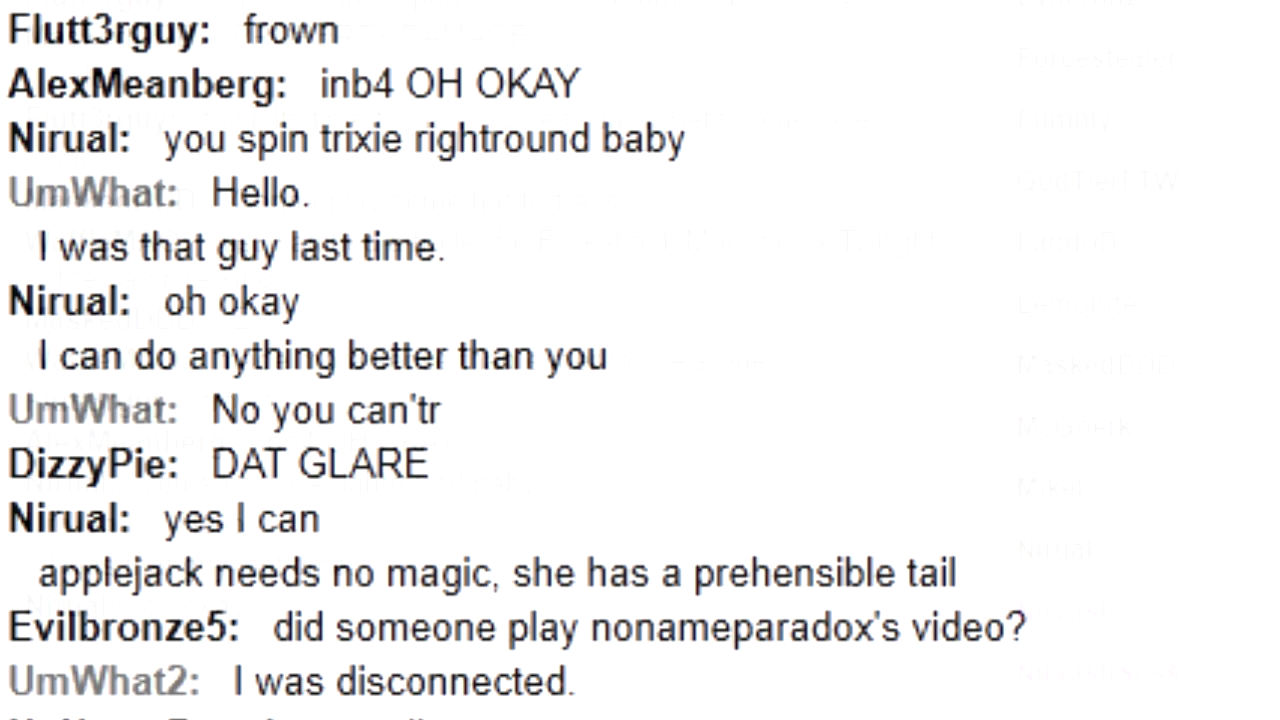 Flutt3rguy: frown
AlexMeanberg: inb4 OH OKAY
Nirual: you spin trixie rightround baby
UmWhat: Hello.
I was that guy last time.
Nirual: oh okay
I can do anything better than you
UmWhat: No you can'tr
DizzyPie: DAT GLARE
Nirual: yes I can
applejack needs no magic, she has a prehensible tail
Evilbronze5: did someone play nonameparadox's video?
UmWhat2: I was disconnected.